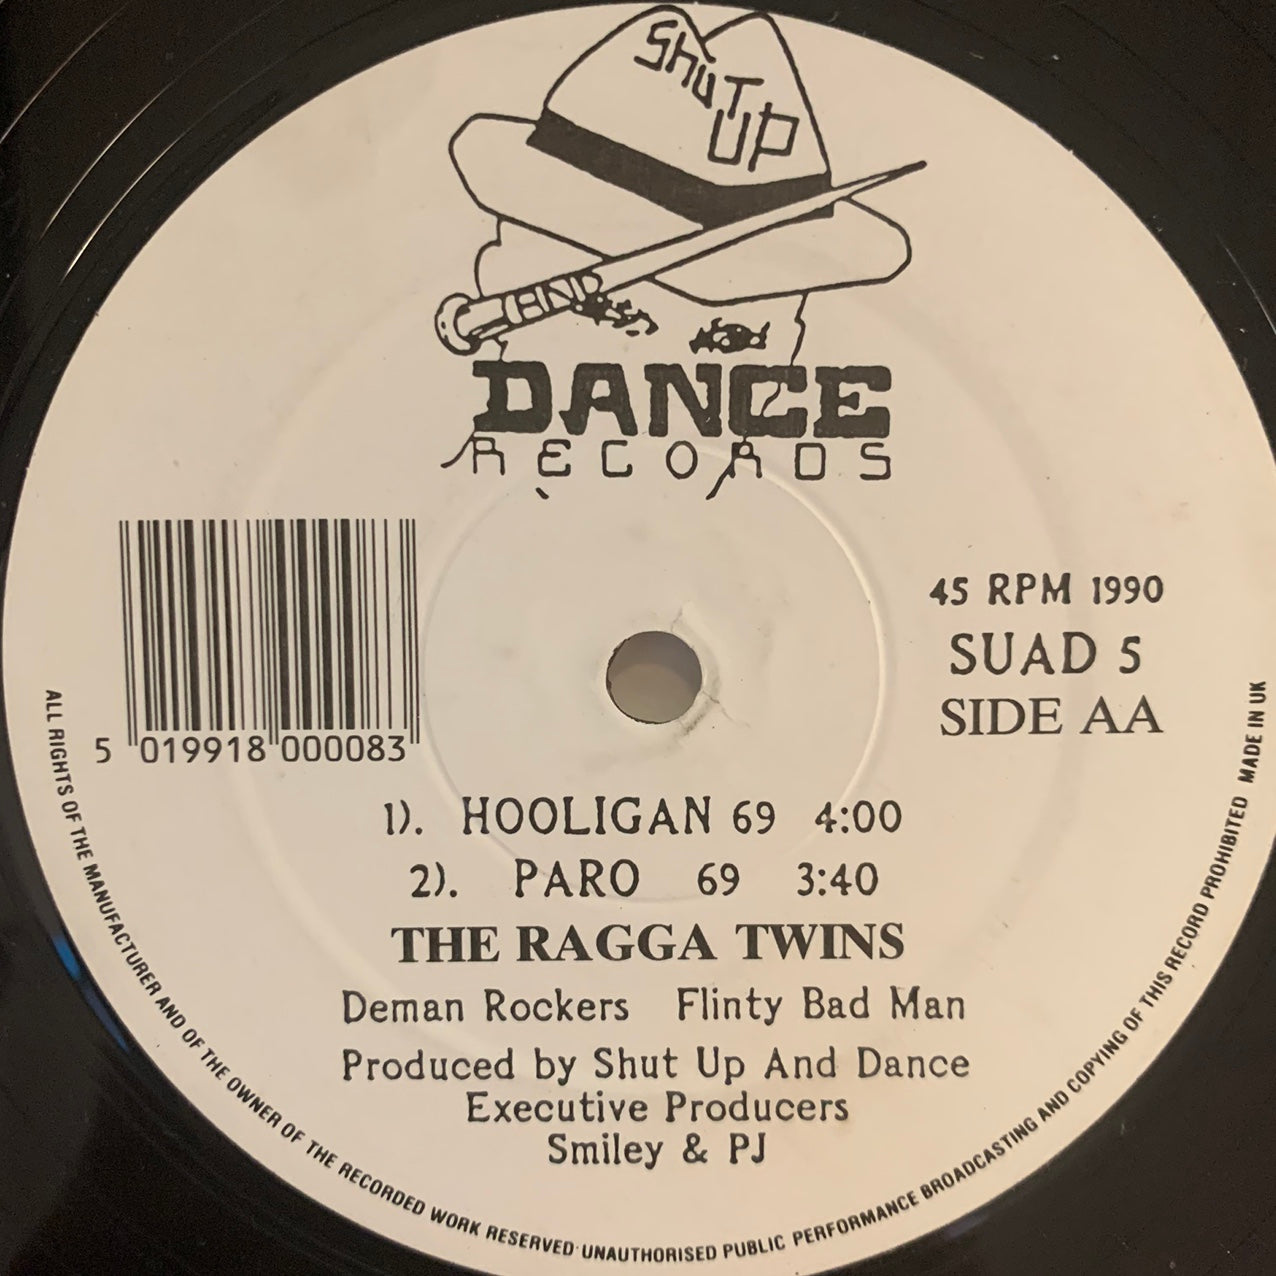 Shut
UP
AND
DANCE
RECORDS
45 RPM 1990
SUAD 5
SIDE AA
5 019918 000083
1). HOOLIGAN 69 4:00
2). PARO 69 3:40
THE RAGGA TWINS
Deman Rockers Flinty Bad Man
Produced by Shut Up And Dance
Executive Producers
Smiley & PJ
ALL RIGHTS OF THE MANUFACTURER AND OF THE OWNER OF THE RECORDED WORK RESERVED · UNAUTHORISED PUBLIC PERFORMANCE BROADCASTING AND COPYING OF THIS RECORD PROHIBITED MADE IN UK